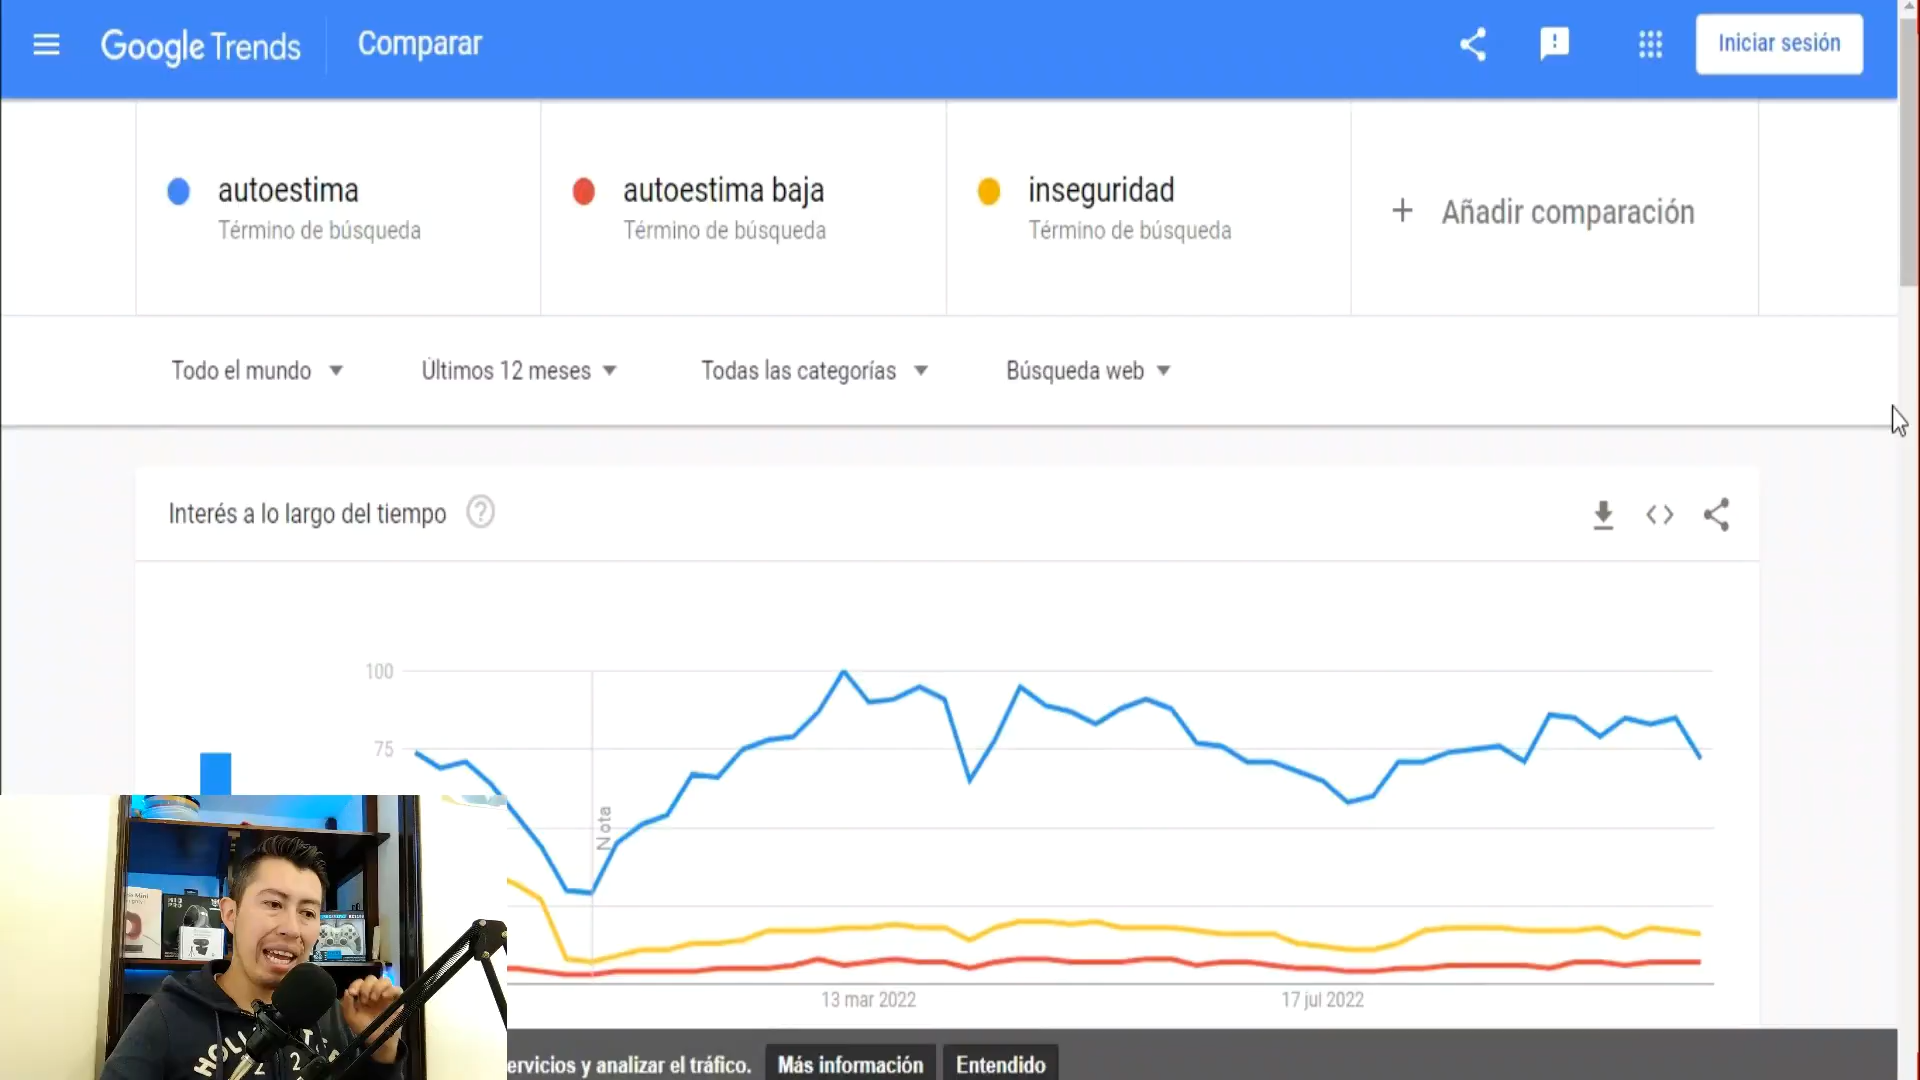 Google Trends
Comparar
Iniciar sesión
autoestima
Término de búsqueda
autoestima baja
Término de búsqueda
inseguridad
Término de búsqueda
+ Añadir comparación
Todo el mundo
Últimos 12 meses
Todas las categorías
Búsqueda web
Interés a lo largo del tiempo
100
75
Nota
13 mar 2022
17 jul 2022
ervicios y analizar el tráfico.
Más información
Entendido